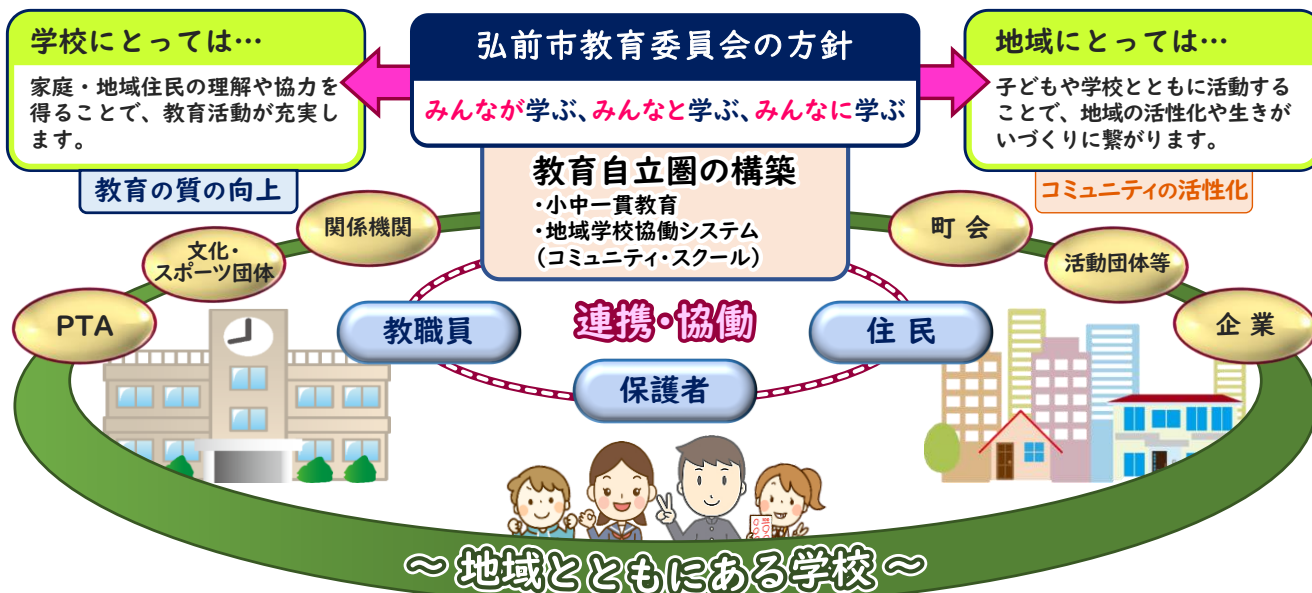 学校にとっては…
家庭・地域住民の理解や協力を
得ることで、教育活動が充実し
ます。
教育の質の向上
弘前市教育委員会の方針
みんなが学ぶ、みんなと学ぶ、みんなに学ぶ
教育自立圏の構築
・小中一貫教育
・地域学校協働システム
(コミュニティ・スクール)
地域にとっては…
子どもや学校とともに活動する
ことで、地域の活性化や生きが
いづくりに繋がります。
コミュニティの活性化
関係機関
文化・
スポーツ団体
PTA
町会
活動団体等
企業
教職員
連携・協働
住民
保護者
～地域とともにある学校～